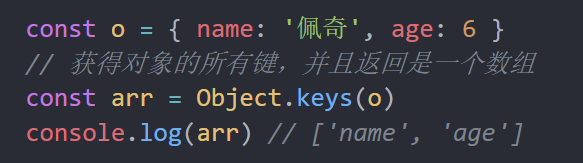 const o = { name: '佩奇', age: 6 }
// 获得对象的所有键，并且返回是一个数组
const arr = Object.keys(o)
console.log(arr) // ['name', 'age']